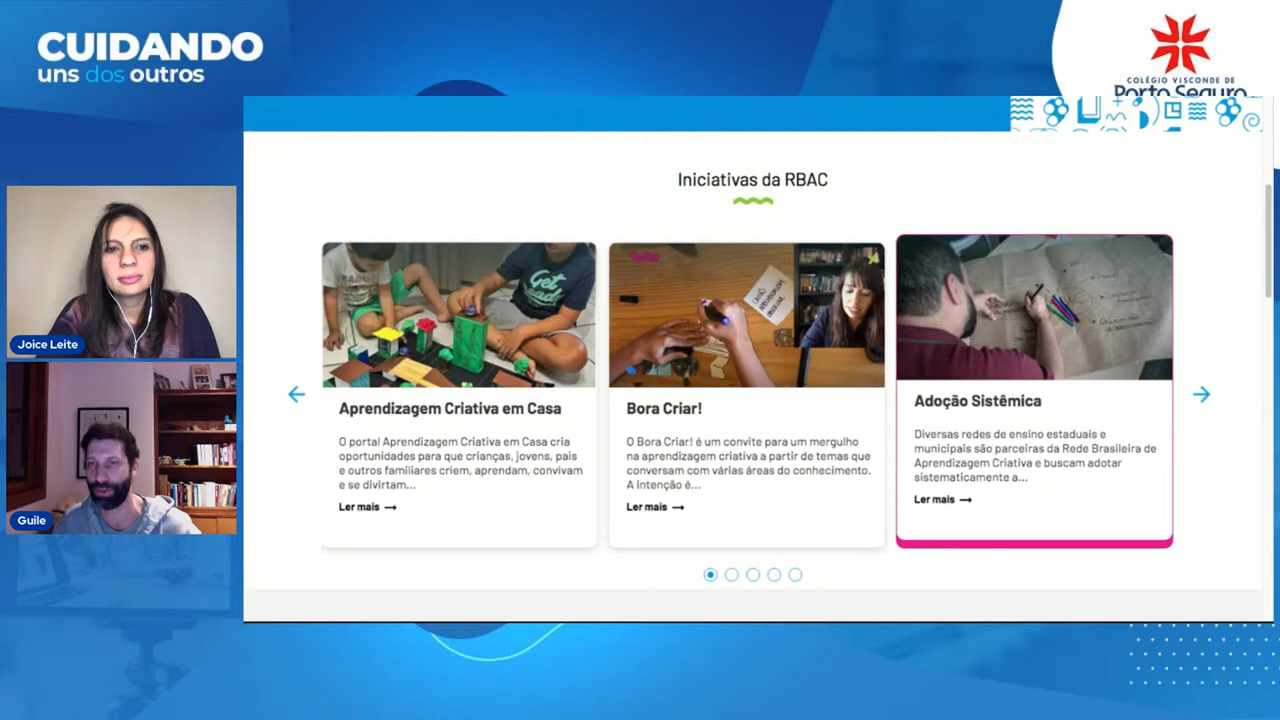 CUIDANDO
uns dos outros
COLÉGIO VISCONDE DE
Porto Seguro
Joice Leite
Guile
Iniciativas da RBAC
Get
Read
Aprendizagem Criativa em Casa
O portal Aprendizagem Criativa em Casa cria
oportunidades para que crianças, jovens, pais
e outros familiares criem, aprendam, convivam
e se divirtam...
Ler mais →
Bora Criar!
O Bora Criar! é um convite para um mergulho
na aprendizagem criativa a partir de temas que
conversam com várias áreas do conhecimento.
A intenção é...
Ler mais →
Adoção Sistêmica
Diversas redes de ensino estaduais e
municipais são parceiras da Rede Brasileira de
Aprendizagem Criativa e buscam adotar
sistematicamente a...
Ler mais →